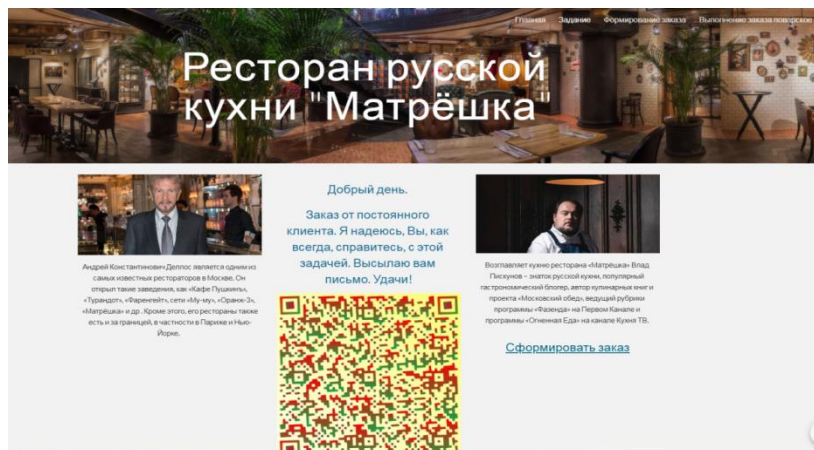 Главная Задание Формирование заказа Выполнение заказа поварское
Ресторан русской
кухни "Матрёшка"
Андрей Константинович Деллос является одним из
самых известных рестораторов в Москве. Он
открыл такие заведения, как «Кафе Пушкинъ»,
«Турандот», «Фаренгейт», сети «Му-му», «Оранж-3»,
«Матрёшка» и др . Кроме этого, его рестораны также
есть и за границей, в частности в Париже и Нью-
Йорке.
Добрый день.
Заказ от постоянного
клиента. Я надеюсь, Вы, как
всегда, справитесь, с этой
задачей. Высылаю вам
письмо. Удачи!
Возглавляет кухню ресторана «Матрёшка» Влад
Пискунов – знаток русской кухни, популярный
гастрономический блогер, автор кулинарных книг и
проекта «Московский обед», ведущий рубрики
программы «Фазенда» на Первом Канале и
программы «Огненная Еда» на канале Кухня ТВ.
Сформировать заказ